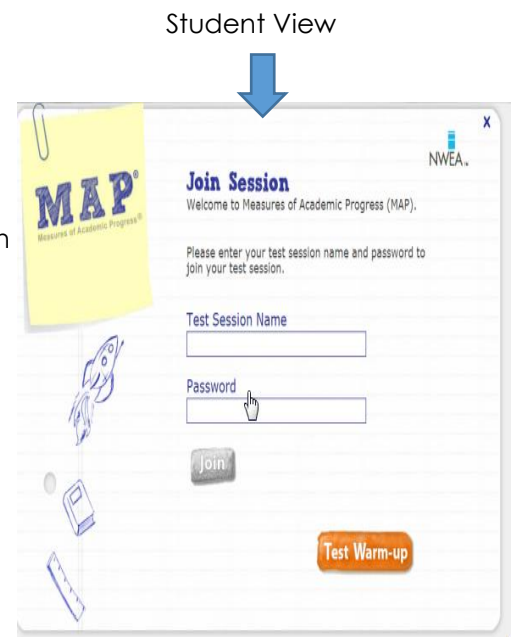 Student View
x
NWEA™
MAP®
Measures of Academic Progress®
n
Join Session
Welcome to Measures of Academic Progress (MAP).
Please enter your test session name and password to
join your test session.
Test Session Name
Password
Join
Test Warm-up